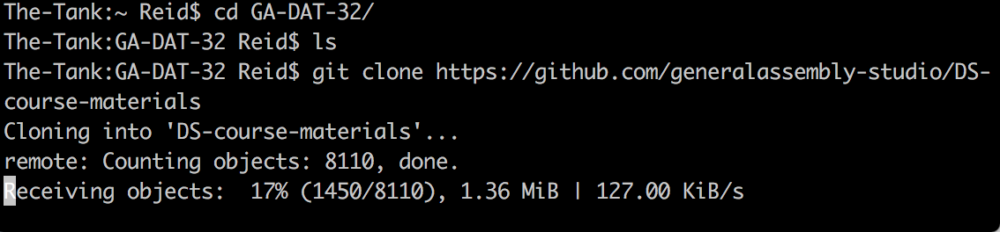 The-Tank:~ Reid$ cd GA-DAT-32/
The-Tank:GA-DAT-32 Reid$ ls
The-Tank:GA-DAT-32 Reid$ git clone https://github.com/generalassembly-studio/DS-
course-materials
Cloning into 'DS-course-materials'...
remote: Counting objects: 8110, done.
Receiving objects:  17% (1450/8110), 1.36 MiB | 127.00 KiB/s